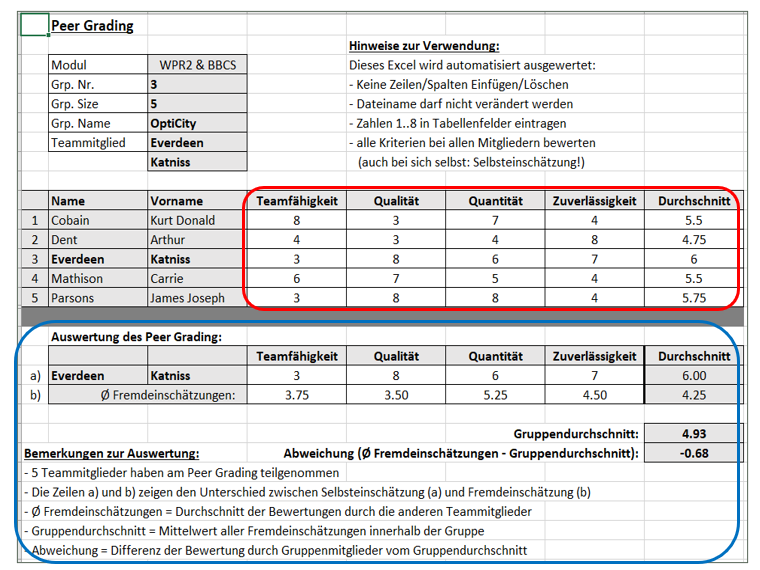 Peer Grading
Hinweise zur Verwendung:
Modul WPR2 & BBCS Dieses Excel wird automatisiert ausgewertet:
Grp. Nr. 3 - Keine Zeilen/Spalten Einfügen/Löschen
Grp. Size 5 - Dateiname darf nicht verändert werden
Grp. Name OptiCity - Zahlen 1..8 in Tabellenfelder eintragen
Teammitglied Everdeen - alle Kriterien bei allen Mitgliedern bewerten
Katniss (auch bei sich selbst: Selbsteinschätzung!)
Name Vorname Teamfähigkeit Qualität Quantität Zuverlässigkeit Durchschnitt
1 Cobain Kurt Donald 8 3 7 4 5.5
2 Dent Arthur 4 3 4 8 4.75
3 Everdeen Katniss 3 8 6 7 6
4 Mathison Carrie 6 7 5 4 5.5
5 Parsons James Joseph 3 8 8 4 5.75
Auswertung des Peer Grading:
Teamfähigkeit Qualität Quantität Zuverlässigkeit Durchschnitt
a) Everdeen Katniss 3 8 6 7 6.00
b) Ø Fremdeinschätzungen: 3.75 3.50 5.25 4.50 4.25
Gruppendurchschnitt: 4.93
Bemerkungen zur Auswertung: Abweichung (Ø Fremdeinschätzungen - Gruppendurchschnitt): -0.68
- 5 Teammitglieder haben am Peer Grading teilgenommen
- Die Zeilen a) und b) zeigen den Unterschied zwischen Selbsteinschätzung (a) und Fremdeinschätzung (b)
- Ø Fremdeinschätzungen = Durchschnitt der Bewertungen durch die anderen Teammitglieder
- Gruppendurchschnitt = Mittelwert aller Fremdeinschätzungen innerhalb der Gruppe
- Abweichung = Differenz der Bewertung durch Gruppenmitglieder vom Gruppendurchschnitt